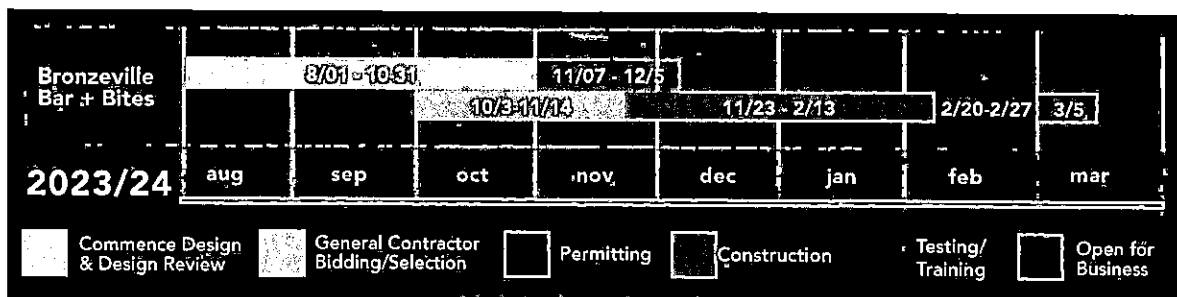 Bronzeville
Bar + Bites
8/01 - 10-31
11/07 - 12/5
10/3-11/14
11/23 - 2/13
2/20-2/27
3/5
2023/24
aug
sep
oct
nov
dec
jan
feb
mar
Commence Design
& Design Review
General Contractor
Bidding/Selection
Permitting
Construction
Testing/
Training
Open for
Business